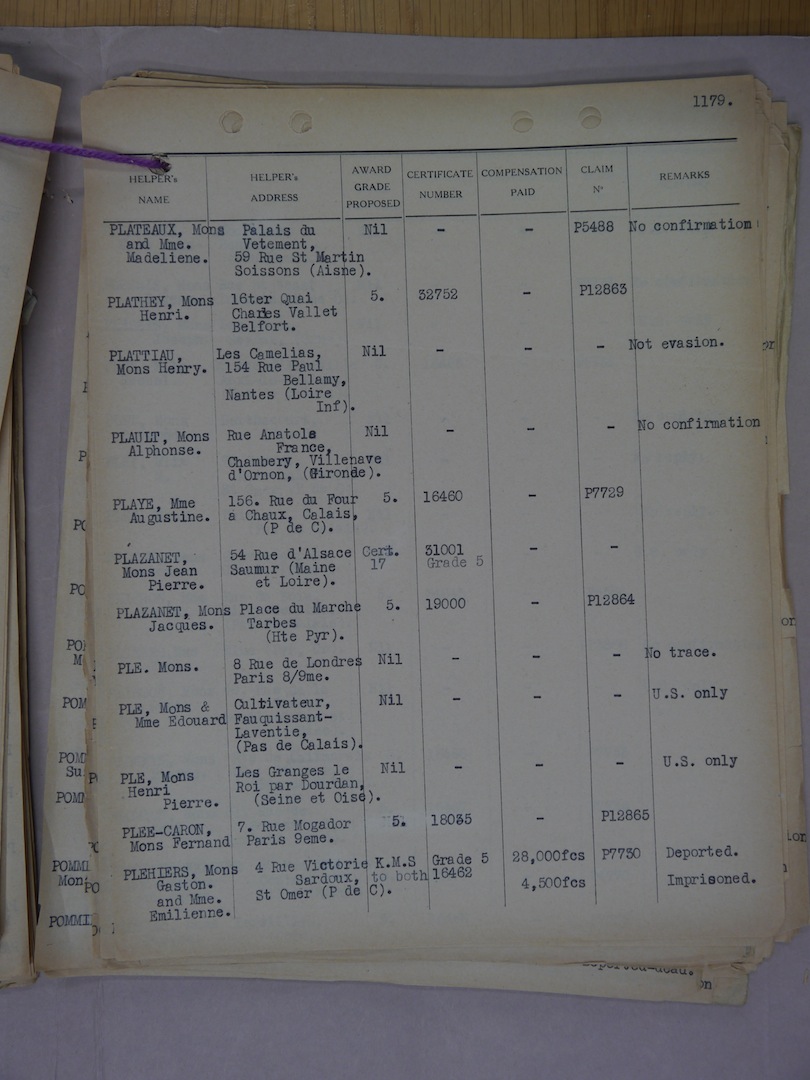 1179.
HELPER's NAME HELPER's ADDRESS AWARD GRADE PROPOSED CERTIFICATE NUMBER COMPENSATION PAID CLAIM N° REMARKS
PLATEAUX, Mons Palais du Nil - - P5488 No confirmation
and Mme. Vetement,
Madeliene. 59 Rue St Martin
Soissons (Aisne).
PLATHEY, Mons 16ter Quai 5. 32752 - P12863
Henri. Charles Vallet
Belfort.
PLATTIAU, Les Camelias, Nil - - - Not evasion.
Mons Henry. 154 Rue Paul
Bellamy,
Nantes (Loire
Inf).
PLAULT, Mons Rue Anatole Nil - - - No confirmation
Alphonse. France,
Chambery, Villenave
d'Ornon, (Gironde).
PLAYE, Mme 156. Rue du Four 5. 16460 - P7729
Augustine. a Chaux, Calais,
(P de C).
PLAZANET, 54 Rue d'Alsace Cert. 31001 - -
Mons Jean Saumur (Maine 17 Grade 5
Pierre. et Loire).
PLAZANET, Mons Place du Marche 5. 19000 - P12864
Jacques. Tarbes
(Hte Pyr).
PLE. Mons. 8 Rue de Londres Nil - - - No trace.
Paris 8/9me.
PLE, Mons & Cultivateur, Nil - - - U.S. only
Mme Edouard Fauquissant-
Laventie,
(Pas de Calais).
PLE, Mons Les Granges le Nil - - - U.S. only
Henri Roi par Dourdan,
Pierre. (Seine et Oise).
PLEE-CARON, 7. Rue Mogador 5. 18035 - P12865
Mons Fernand Paris 9eme.
PLEHIERS, Mons 4 Rue Victorie K.M.S Grade 5 28,000fcs P7730 Deported.
Gaston. Sardoux, to both 16462
and Mme. St Omer (P de C). 4,500fcs Imprisoned.
Emilienne.